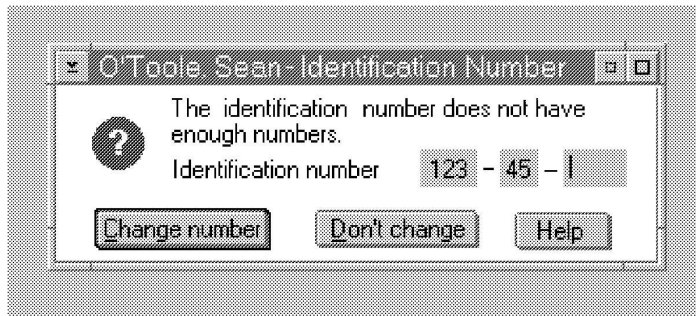 O'Toole, Sean - Identification Number
?
The identification number does not have
enough numbers.
Identification number 123 - 45 -
Change number Don't change Help